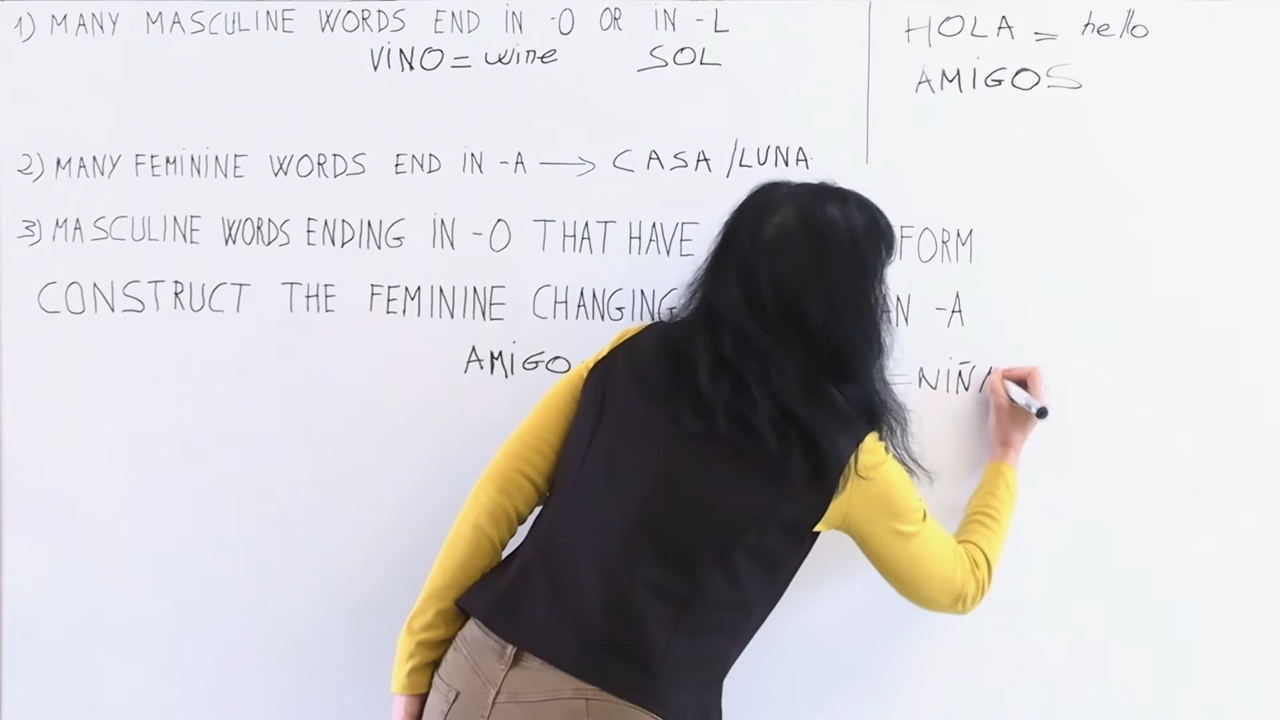 1) MANY MASCULINE WORDS END IN -O OR IN -L
VINO = wine SOL
2) MANY FEMININE WORDS END IN -A → CASA / LUNA
3) MASCULINE WORDS ENDING IN -O THAT HAVE FORM
CONSTRUCT THE FEMININE CHANGING -A
AMIGO = NIÑA
HOLA = hello
AMIGOS